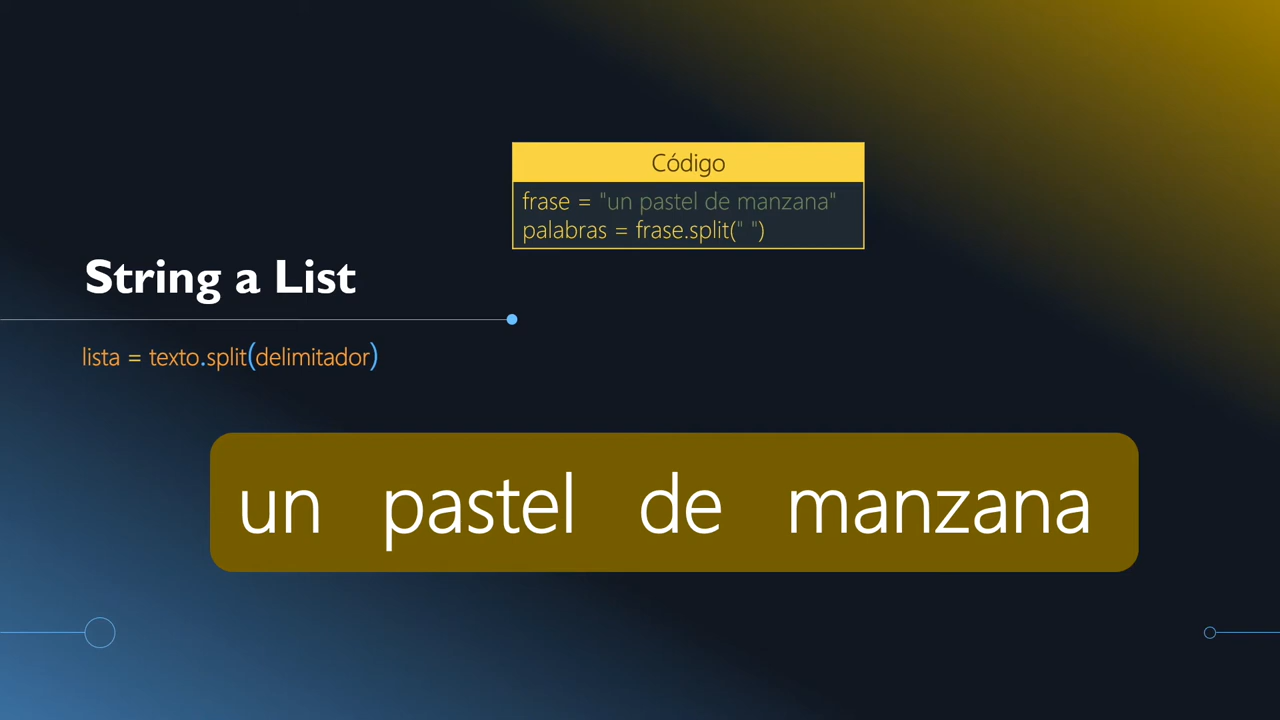 Código
frase = "un pastel de manzana"
palabras = frase.split(" ")
String a List
lista = texto.split(delimitador)
un pastel de manzana